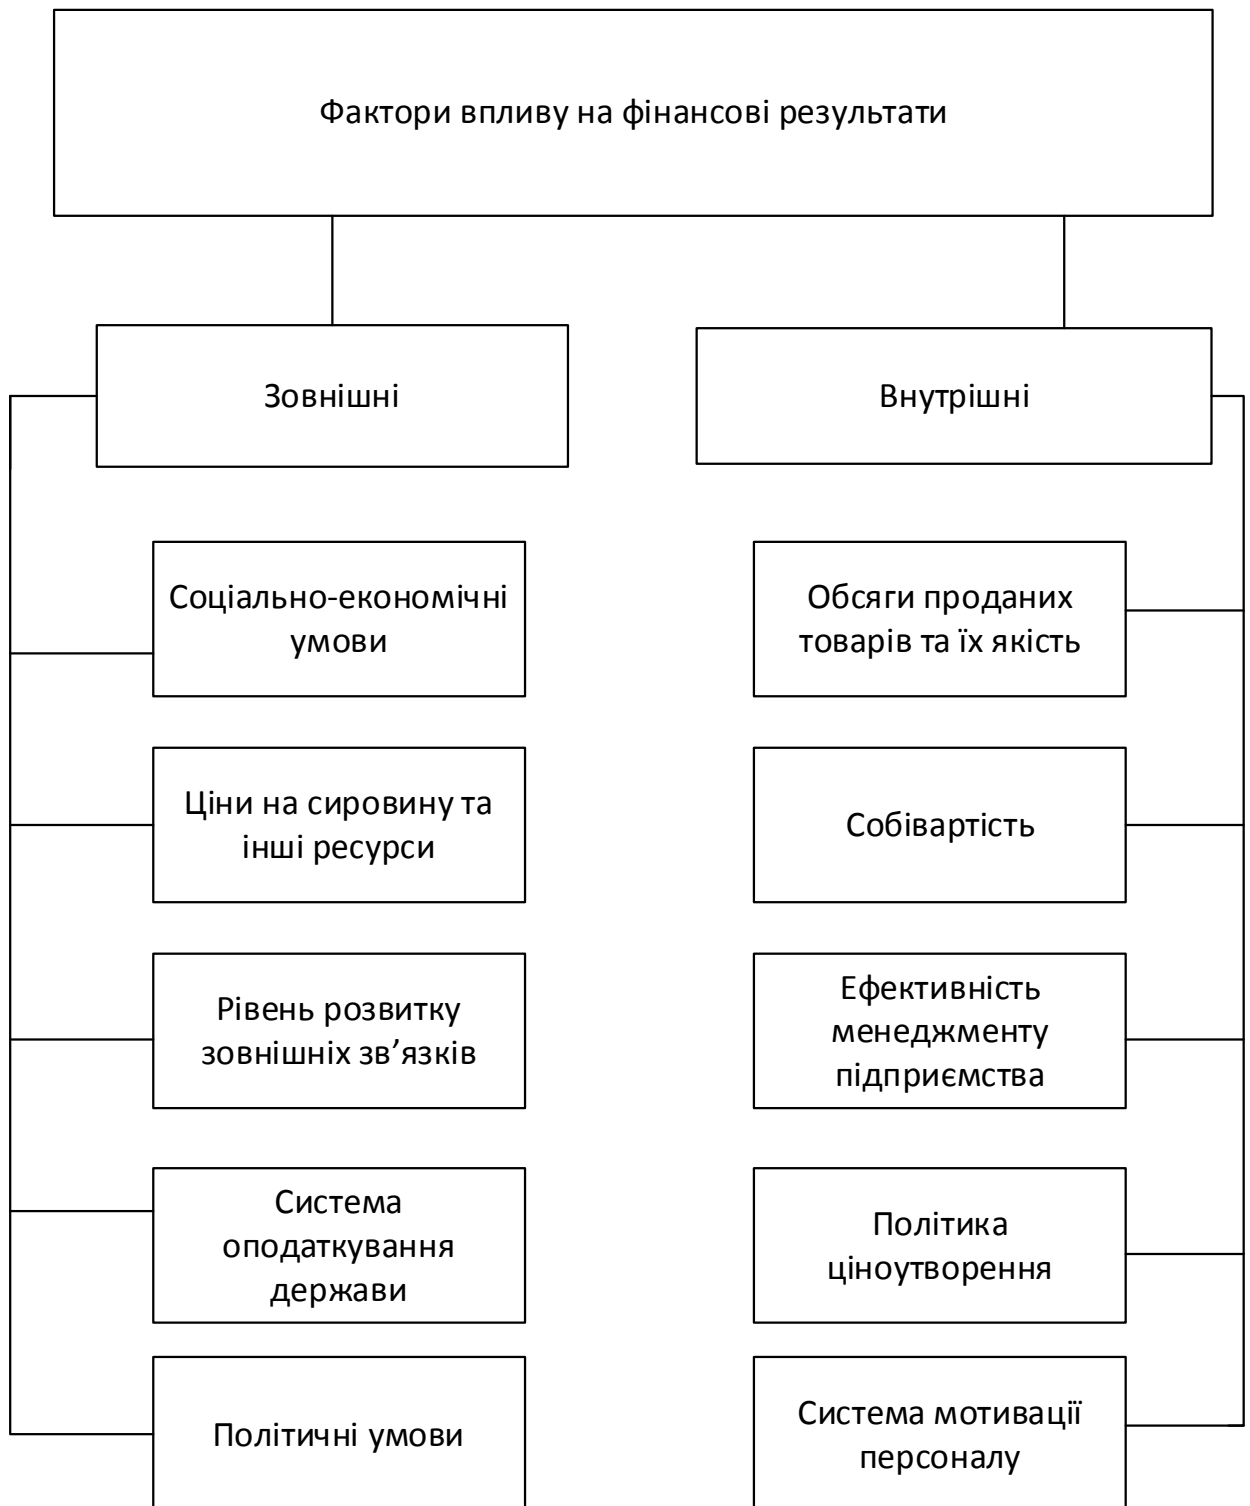 Фактори впливу на фінансові результати
Зовнішні
Внутрішні
Соціально-економічні
умови
Обсяги проданих
товарів та їх якість
Ціни на сировину та
інші ресурси
Собівартість
Рівень розвитку
зовнішніх зв’язків
Ефективність
менеджменту
підприємства
Система
оподаткування
держави
Політика
ціноутворення
Політичні умови
Система мотивації
персоналу